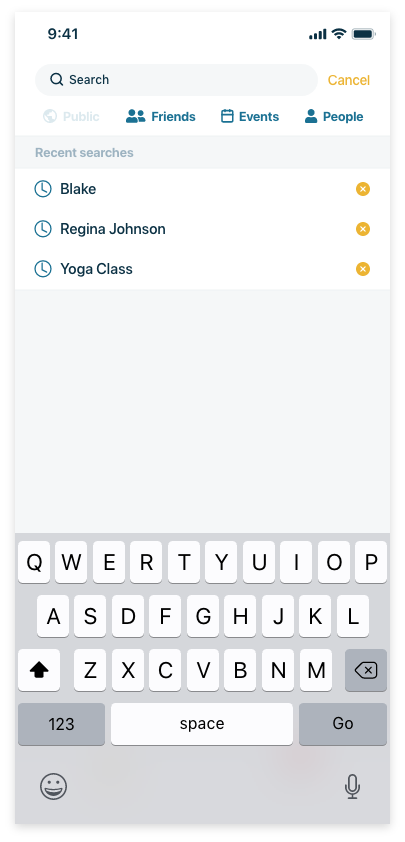 9:41
Search Cancel
Public Friends Events People
Recent searches
Blake
Regina Johnson
Yoga Class
Q W E R T Y U I O P
A S D F G H J K L
Z X C V B N M
123 space Go